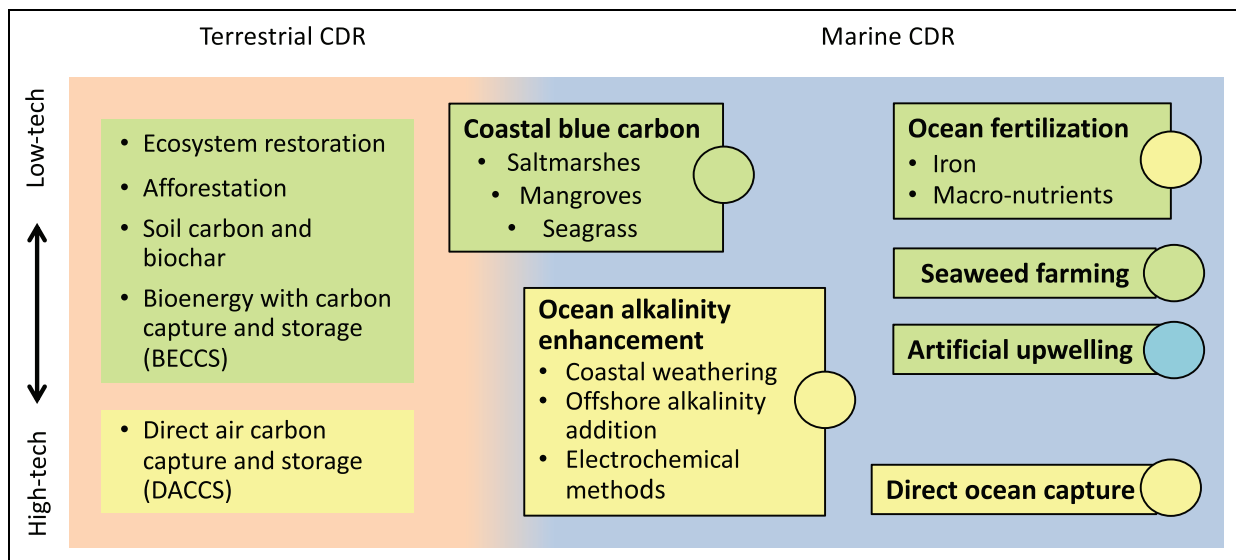 Terrestrial CDR
Marine CDR
Low-tech
High-tech
• Ecosystem restoration
• Afforestation
• Soil carbon and
biochar
• Bioenergy with carbon
capture and storage
(BECCS)
• Direct air carbon
capture and storage
(DACCS)
Coastal blue carbon
• Saltmarshes
• Mangroves
• Seagrass
Ocean alkalinity
enhancement
• Coastal weathering
• Offshore alkalinity
addition
• Electrochemical
methods
Ocean fertilization
• Iron
• Macro-nutrients
Seaweed farming
Artificial upwelling
Direct ocean capture